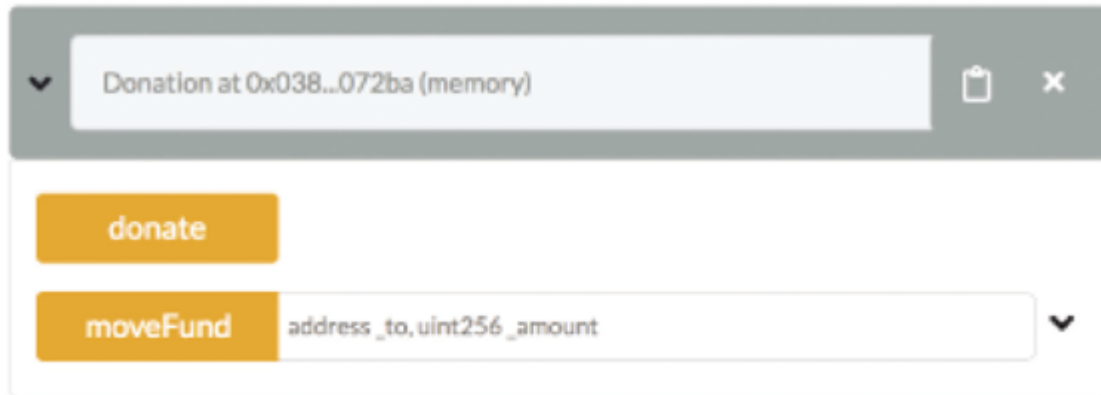 Donation at 0x038...072ba (memory)
donate
moveFund address _to, uint256 _amount